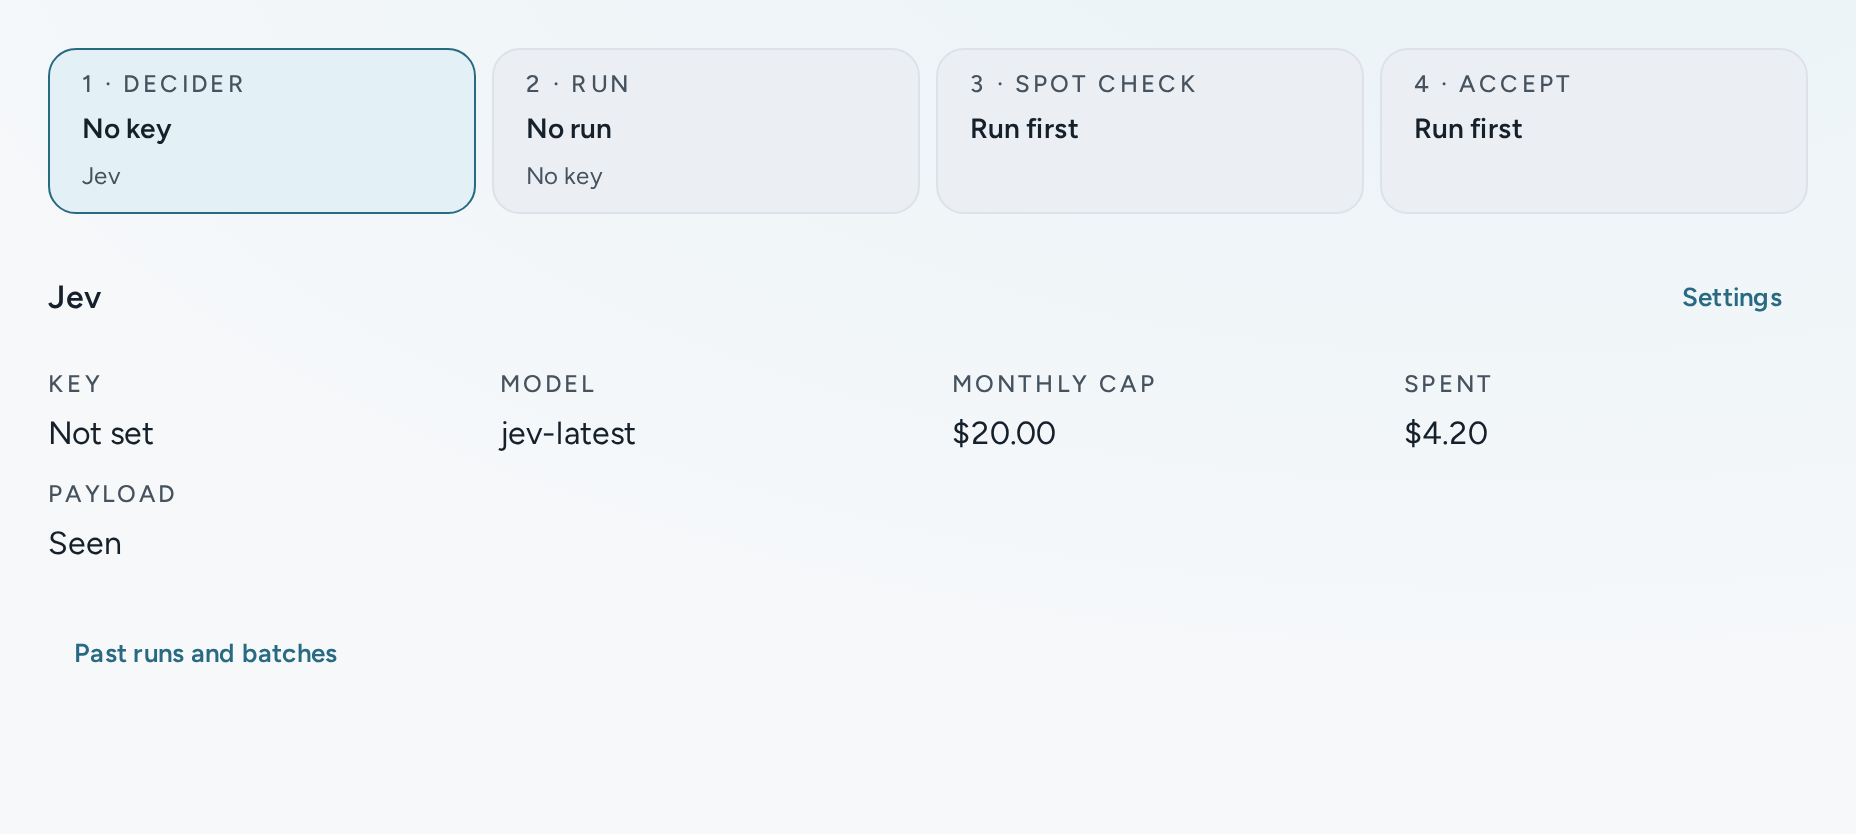 1 · DECIDER
No key
Jev
2 · RUN
No run
No key
3 · SPOT CHECK
Run first
4 · ACCEPT
Run first
Jev
Settings
KEY
Not set
MODEL
jev-latest
MONTHLY CAP
$20.00
SPENT
$4.20
PAYLOAD
Seen
Past runs and batches